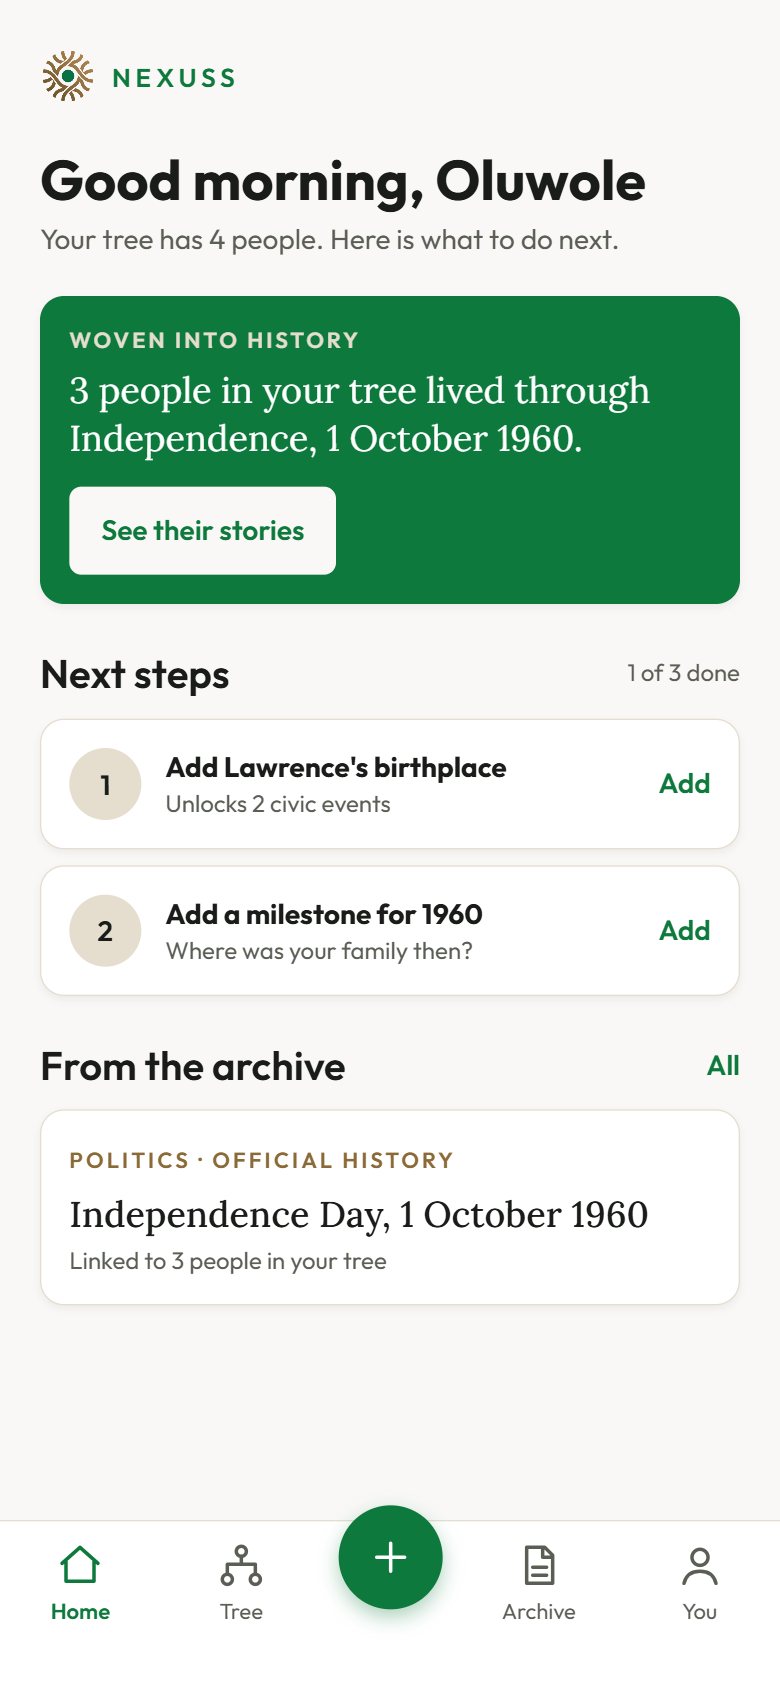 NEXUSS
Good morning, Oluwole
Your tree has 4 people. Here is what to do next.
WOVEN INTO HISTORY
3 people in your tree lived through
Independence, 1 October 1960.
See their stories
Next steps
1 of 3 done
1
Add Lawrence's birthplace
Unlocks 2 civic events
Add
2
Add a milestone for 1960
Where was your family then?
Add
From the archive
All
POLITICS · OFFICIAL HISTORY
Independence Day, 1 October 1960
Linked to 3 people in your tree
Home
Tree
Archive
You